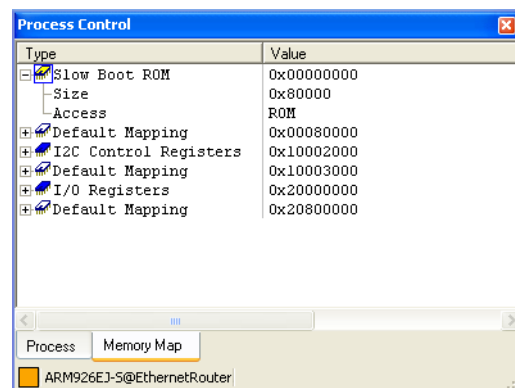 Process Control
Type Value
Slow Boot ROM 0x00000000
Size 0x80000
Access ROM
Default Mapping 0x00080000
I2C Control Registers 0x10002000
Default Mapping 0x10003000
I/O Registers 0x20000000
Default Mapping 0x20800000
Process Memory Map
ARM926EJ-S@EthernetRouter